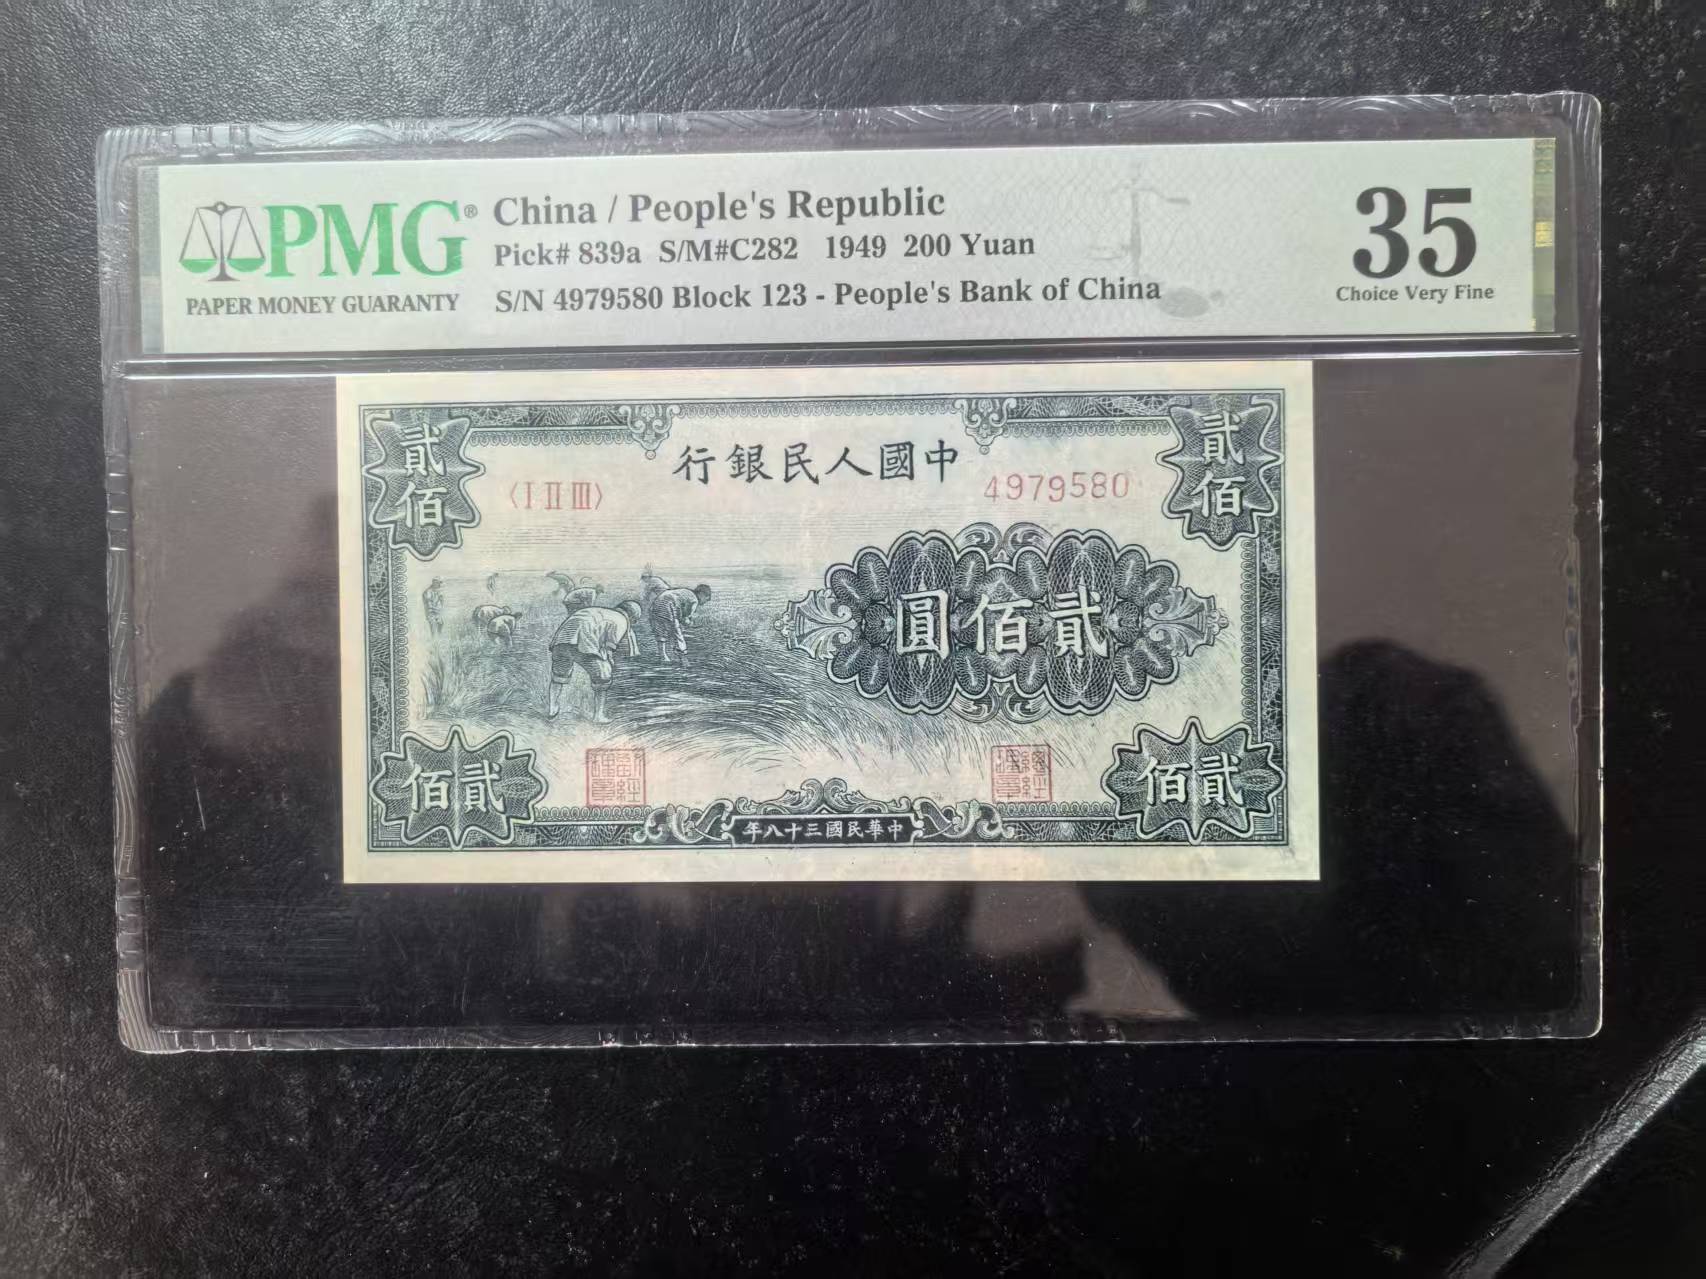 PMG®
PAPER MONEY GUARANTY
China / People's Republic
Pick# 839a S/M#C282 1949 200 Yuan
S/N 4979580 Block 123 - People's Bank of China
35
Choice Very Fine
貳佰
行銀民人國中
貳佰
〈I II III〉
4979580
圓佰貳
佰貳
年八十三國民華中
佰貳